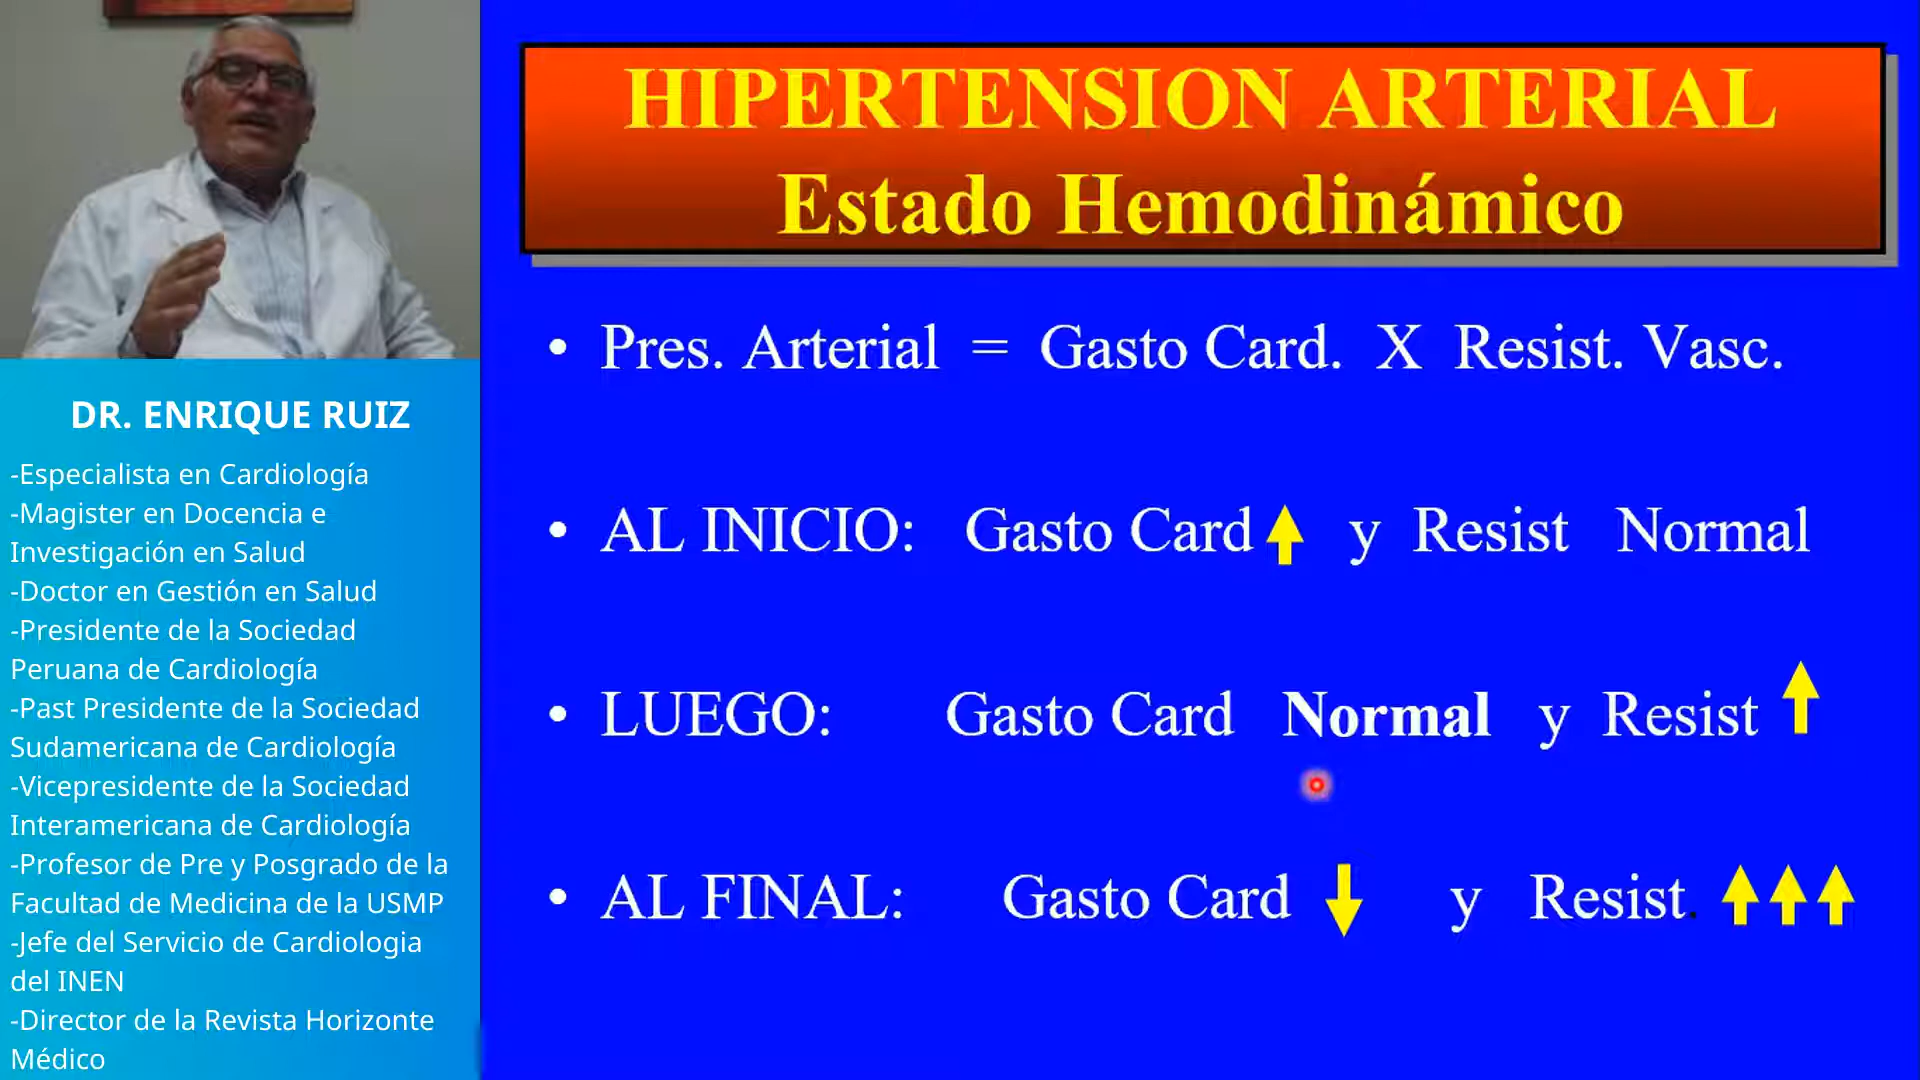 DR. ENRIQUE RUIZ
-Especialista en Cardiología
-Magister en Docencia e
Investigación en Salud
-Doctor en Gestión en Salud
-Presidente de la Sociedad
Peruana de Cardiología
-Past Presidente de la Sociedad
Sudamericana de Cardiología
-Vicepresidente de la Sociedad
Interamericana de Cardiología
-Profesor de Pre y Posgrado de la
Facultad de Medicina de la USMP
-Jefe del Servicio de Cardiologia
del INEN
-Director de la Revista Horizonte
Médico
HIPERTENSION ARTERIAL
Estado Hemodinámico
• Pres. Arterial = Gasto Card. X Resist. Vasc.
• AL INICIO: Gasto Card ↑ y Resist Normal
• LUEGO: Gasto Card Normal y Resist ↑
• AL FINAL: Gasto Card ↓ y Resist. ↑↑↑